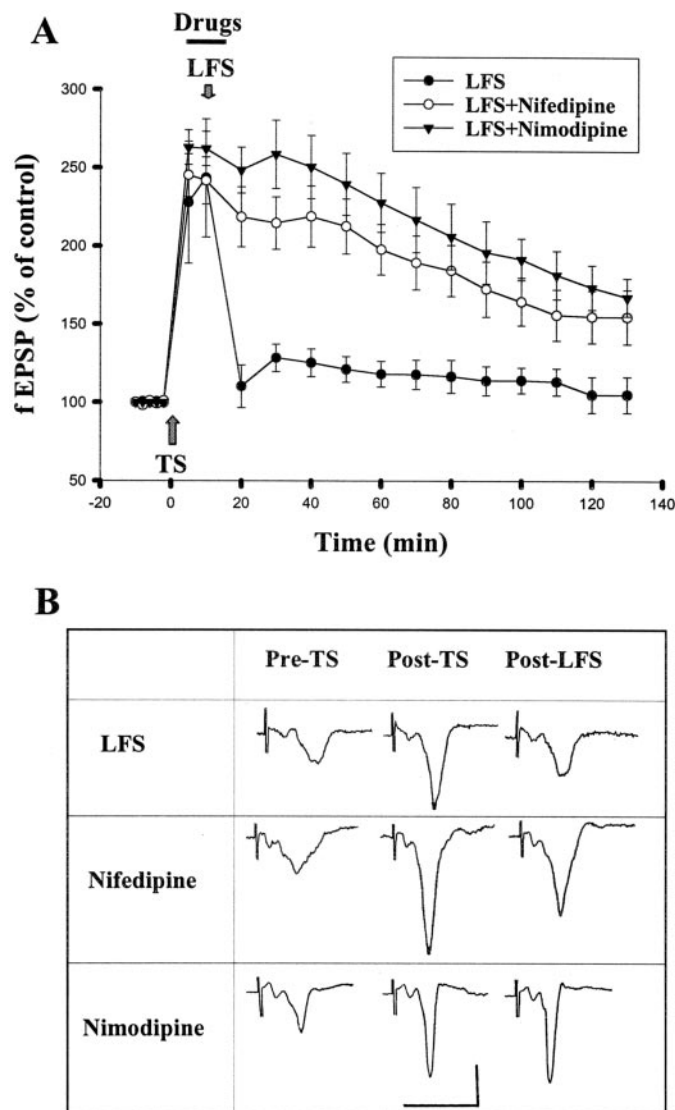 A
Drugs
LFS
LFS
LFS+Nifedipine
LFS+Nimodipine
300
250
200
150
100
50
f EPSP (% of control)
TS
-20 0 20 40 60 80 100 120 140
Time (min)
B
Pre-TS Post-TS Post-LFS
LFS
Nifedipine
Nimodipine